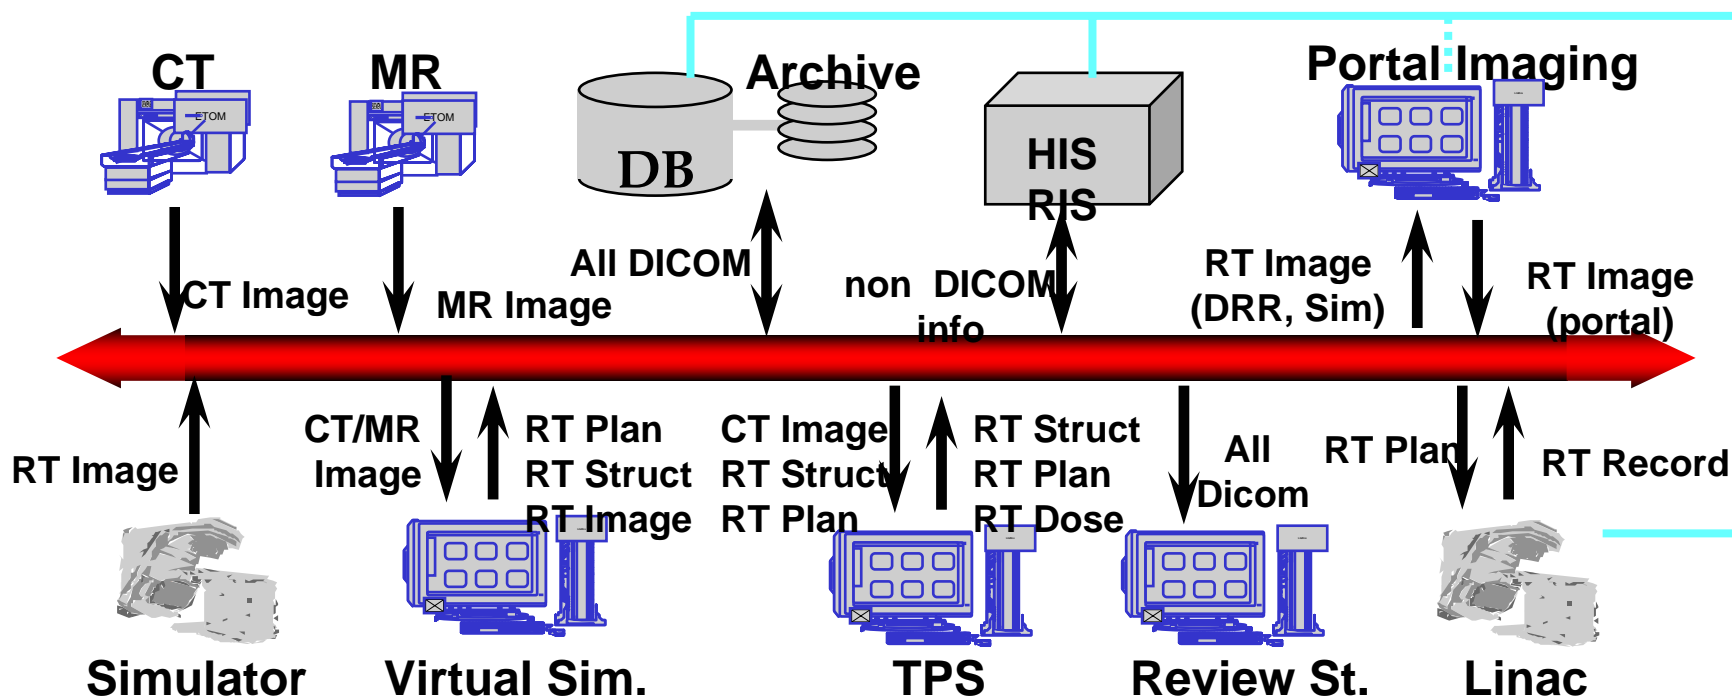 CT
MR
Archive
Portal Imaging
ETOM
ETOM
DB
HIS
RIS
CT Image
MR Image
All DICOM
non DICOM
info
RT Image
(DRR, Sim)
RT Image
(portal)
RT Image
CT/MR
Image
RT Plan
RT Struct
RT Image
CT Image
RT Struct
RT Plan
RT Struct
RT Plan
RT Dose
All
Dicom
RT Plan
RT Record
Simulator
Virtual Sim.
TPS
Review St.
Linac